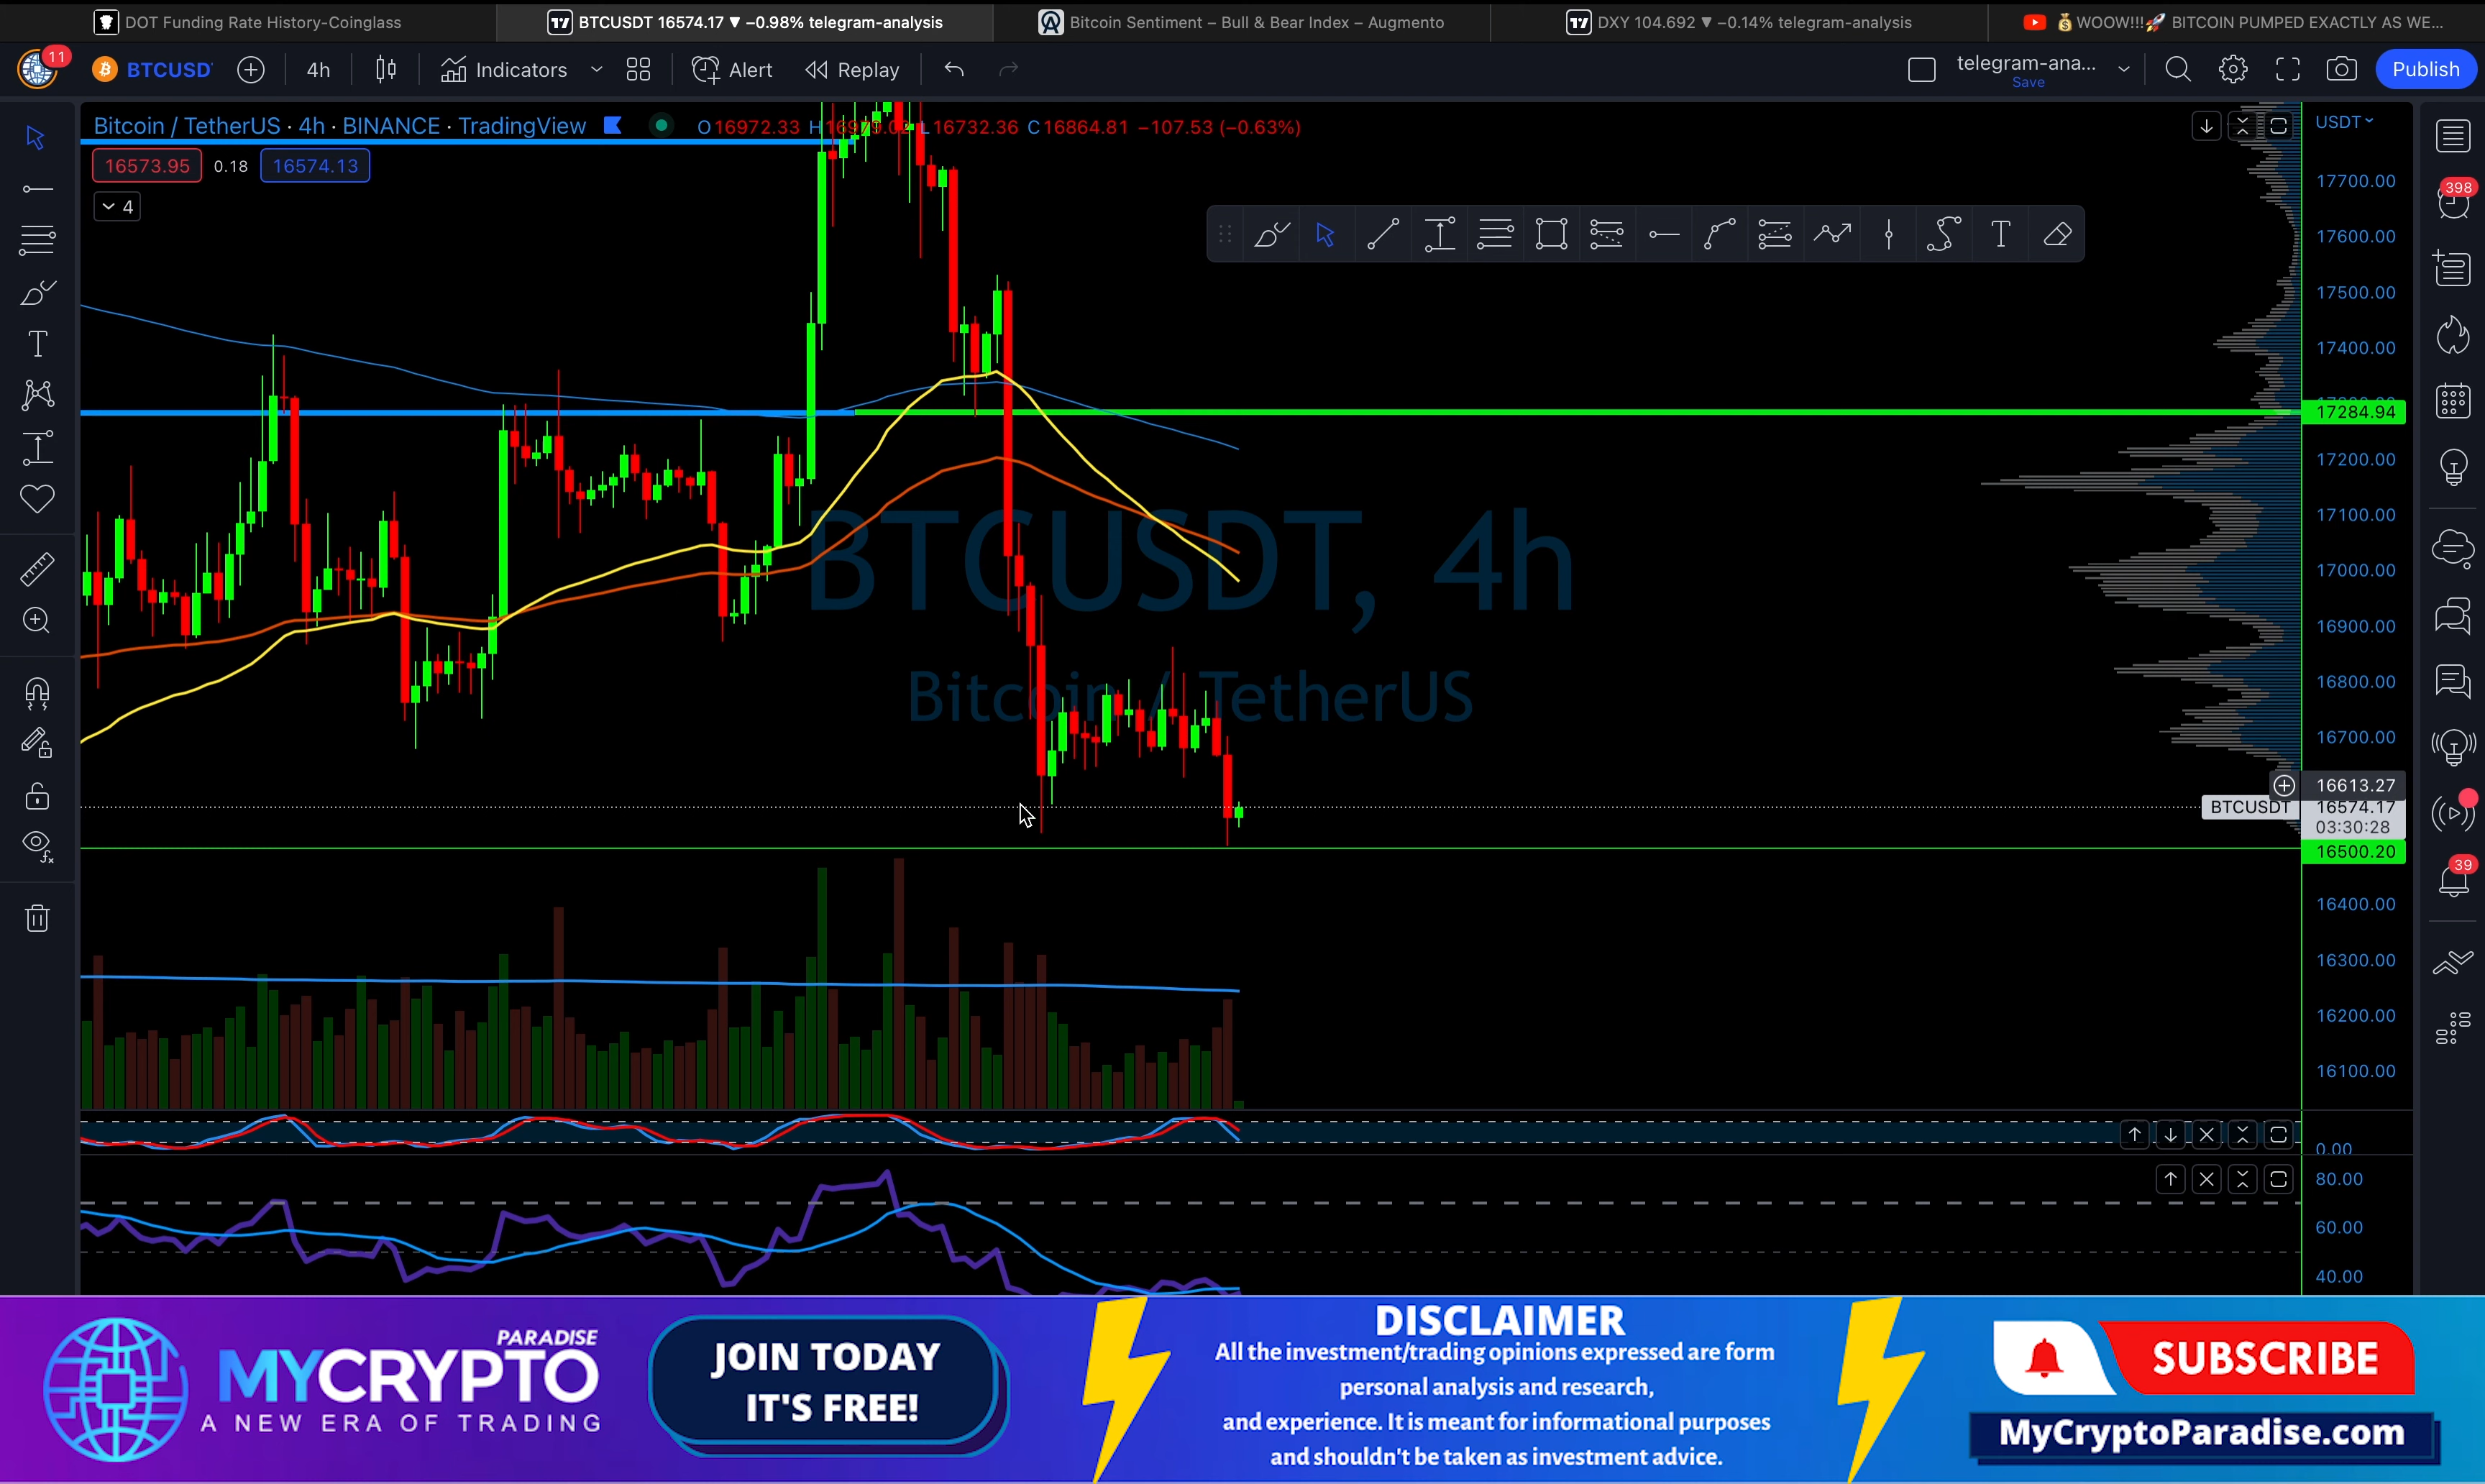 DOT Funding Rate History-Coinglass
BTCUSDT 16574.17 ▼ −0.98% telegram-analysis
Bitcoin Sentiment – Bull & Bear Index – Augmento
DXY 104.692 ▼ −0.14% telegram-analysis
💰WOOW!!!🚀 BITCOIN PUMPED EXACTLY AS WE...
11
BTCUSD
4h
Indicators
Alert
Replay
telegram-ana...
Save
Publish
Bitcoin / TetherUS · 4h · BINANCE · TradingView
O16972.33 H16979.02 L16732.36 C16864.81 −107.53 (−0.63%)
USDT
16573.95
0.18
16574.13
4
17700.00
398
17600.00
17500.00
17400.00
17284.94
17200.00
17100.00
BTCUSDT, 4h
17000.00
16900.00
16800.00
Bitcoin / TetherUS
16700.00
16613.27
BTCUSDT
16574.17
03:30:28
16500.20
39
16400.00
16300.00
16200.00
16100.00
0.00
80.00
60.00
40.00
PARADISE
MYCRYPTO
A NEW ERA OF TRADING
JOIN TODAY
IT'S FREE!
DISCLAIMER
All the investment/trading opinions expressed are form
personal analysis and research,
and experience. It is meant for informational purposes
and shouldn't be taken as investment advice.
SUBSCRIBE
MyCryptoParadise.com